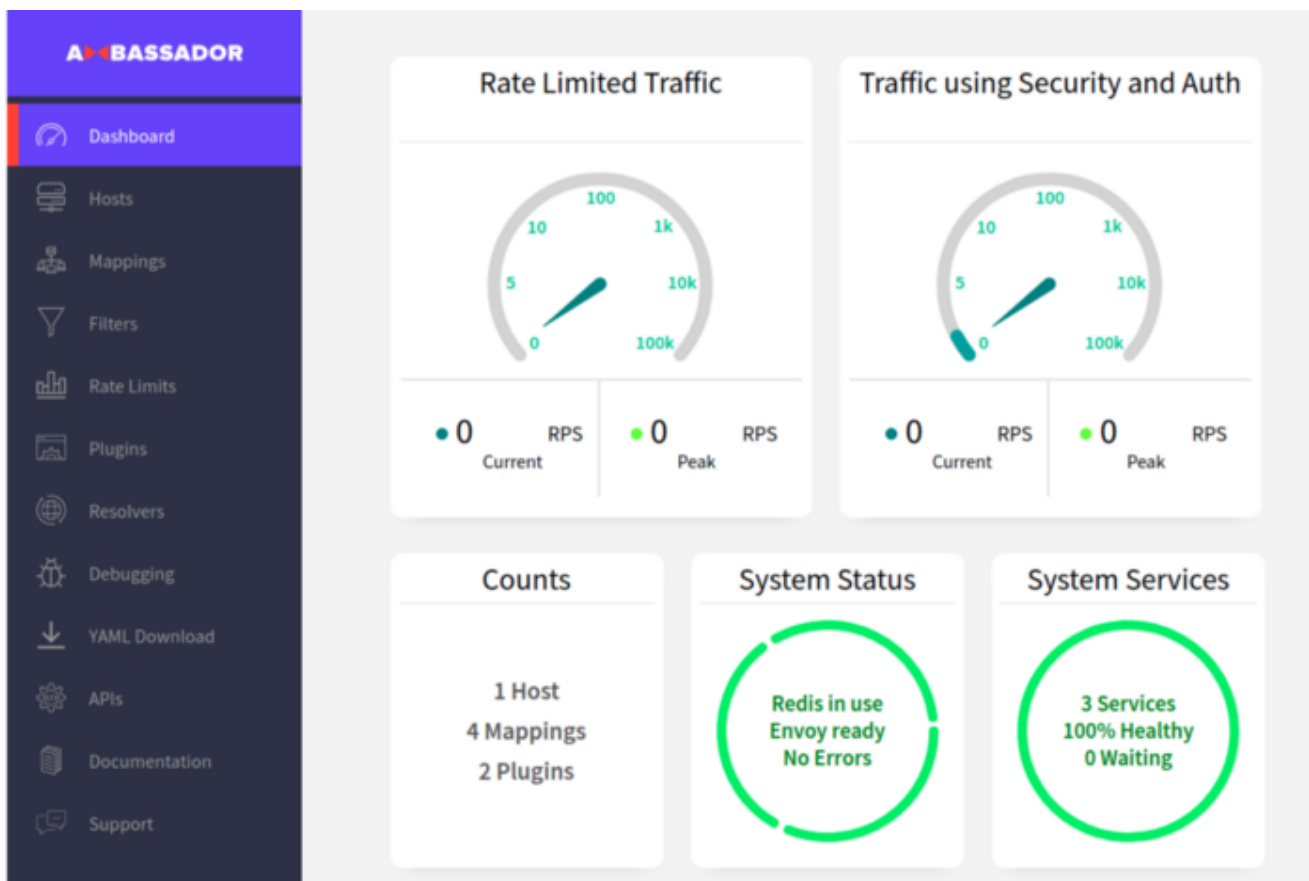 AMBASSADOR
Dashboard
Hosts
Mappings
Filters
Rate Limits
Plugins
Resolvers
Debugging
YAML Download
APIs
Documentation
Support
Rate Limited Traffic
0
5
10
100
1k
10k
100k
0 RPS
Current
0 RPS
Peak
Traffic using Security and Auth
0
5
10
100
1k
10k
100k
0 RPS
Current
0 RPS
Peak
Counts
1 Host
4 Mappings
2 Plugins
System Status
Redis in use
Envoy ready
No Errors
System Services
3 Services
100% Healthy
0 Waiting